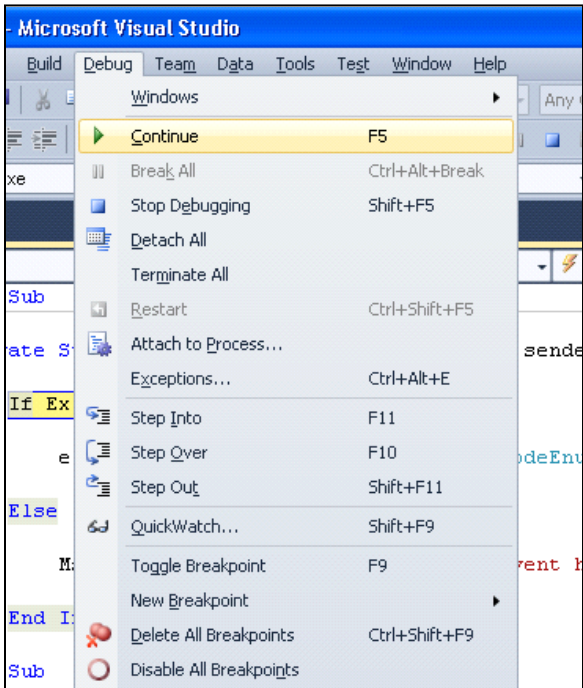 - Microsoft Visual Studio
Build Debug Team Data Tools Test Window Help
Windows
Any
Continue F5
xe
Break All Ctrl+Alt+Break
Stop Debugging Shift+F5
Detach All
Terminate All
Sub
Restart Ctrl+Shift+F5
ate S
Attach to Process... sende
Exceptions... Ctrl+Alt+E
If Ex
Step Into F11
e
Step Over F10
odeEnu
Step Out Shift+F11
Else
QuickWatch... Shift+F9
M
Toggle Breakpoint F9
vent h
New Breakpoint
End I
Delete All Breakpoints Ctrl+Shift+F9
Sub
Disable All Breakpoints